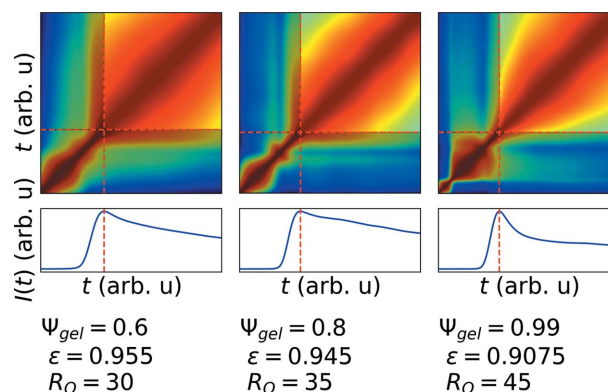 t (arb. u)
I(t) (arb. u)
t (arb. u) t (arb. u) t (arb. u)
Ψgel = 0.6 Ψgel = 0.8 Ψgel = 0.99
ε = 0.955 ε = 0.945 ε = 0.9075
RO = 30 RO = 35 RO = 45